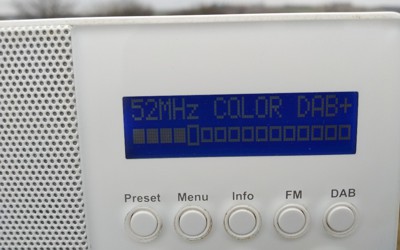 52MHz COLOR DAB+
Preset Menu Info FM DAB